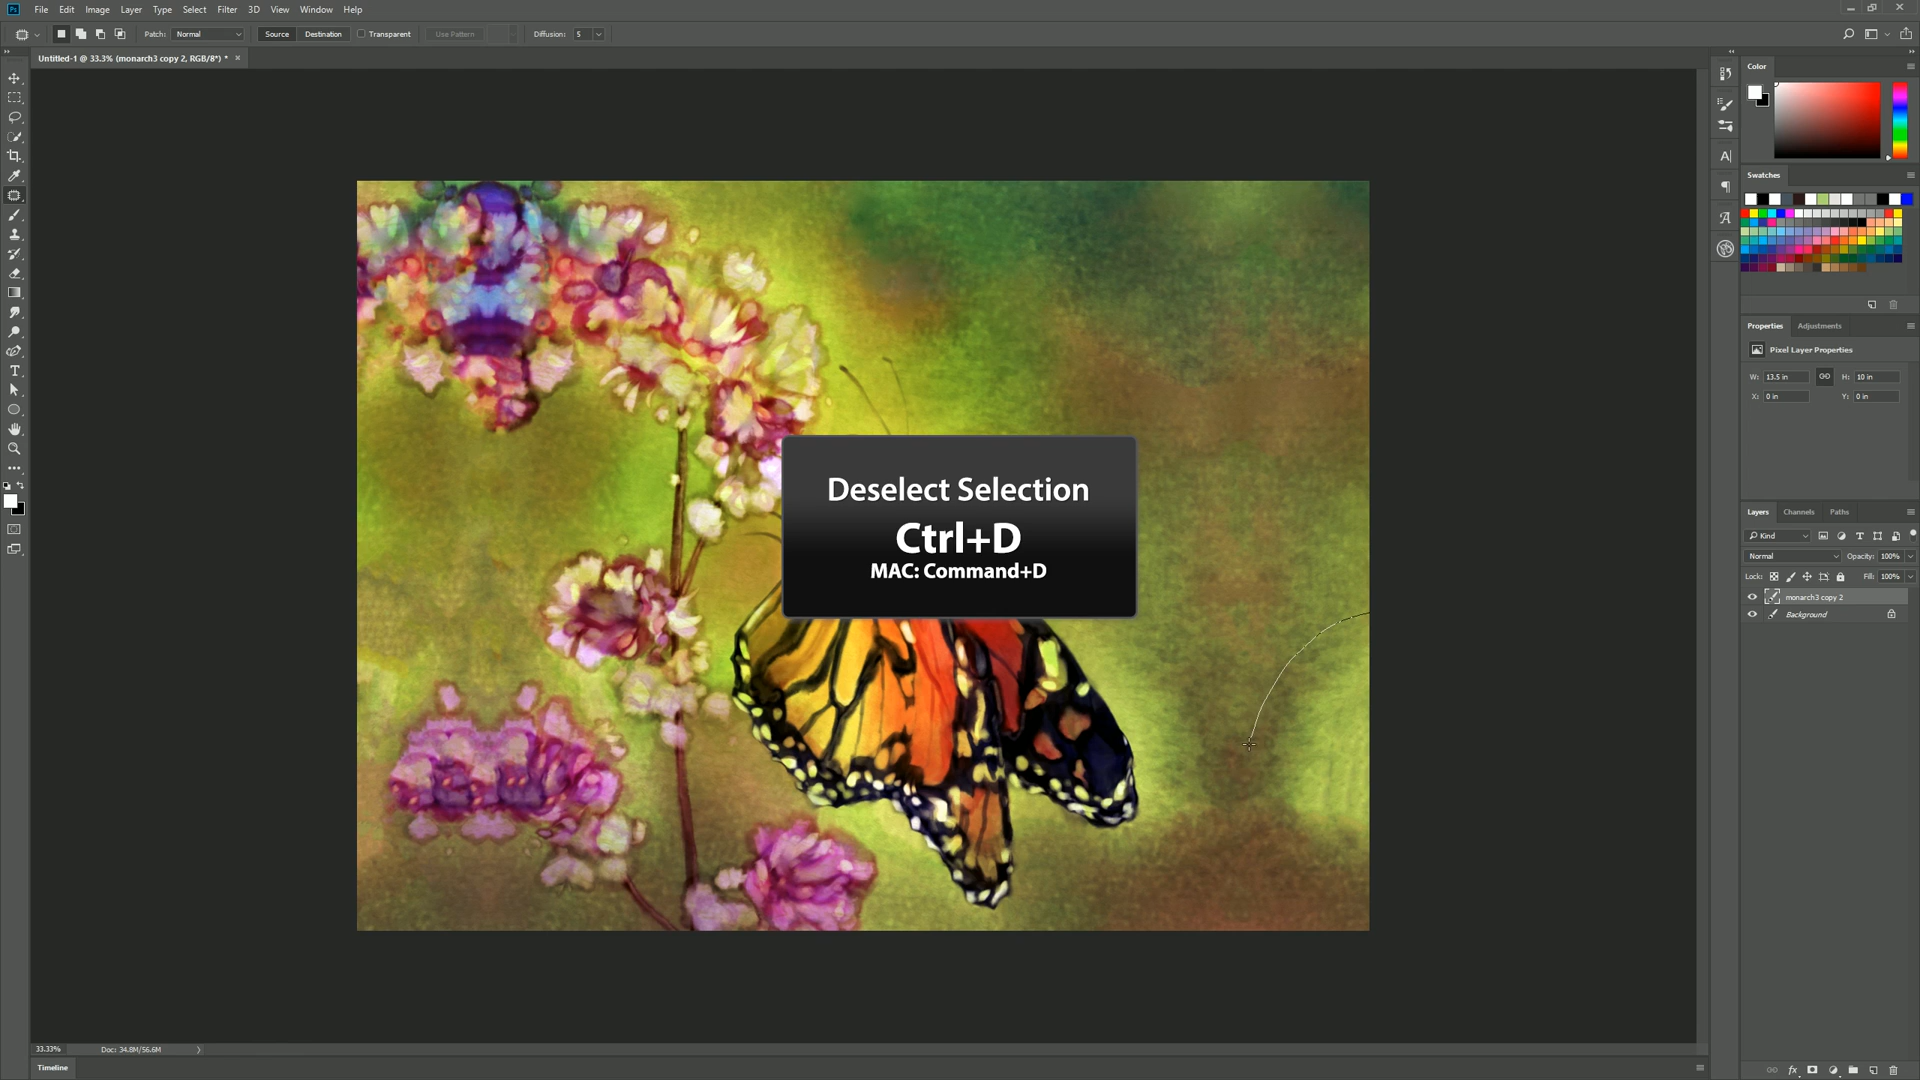 Ps File Edit Image Layer Type Select Filter 3D View Window Help
Patch: Normal Source Destination Transparent Use Pattern Diffusion: 5
Untitled-1 @ 33.3% (monarch3 copy 2, RGB/8*) * ×
Color
Swatches
Properties Adjustments
Pixel Layer Properties
W: 13.5 in H: 10 in
X: 0 in Y: 0 in
Deselect Selection
Ctrl+D
MAC: Command+D
Layers Channels Paths
Kind
Normal Opacity: 100%
Lock: Fill: 100%
monarch3 copy 2
Background
33.33% Doc: 34.8M/56.6M
Timeline